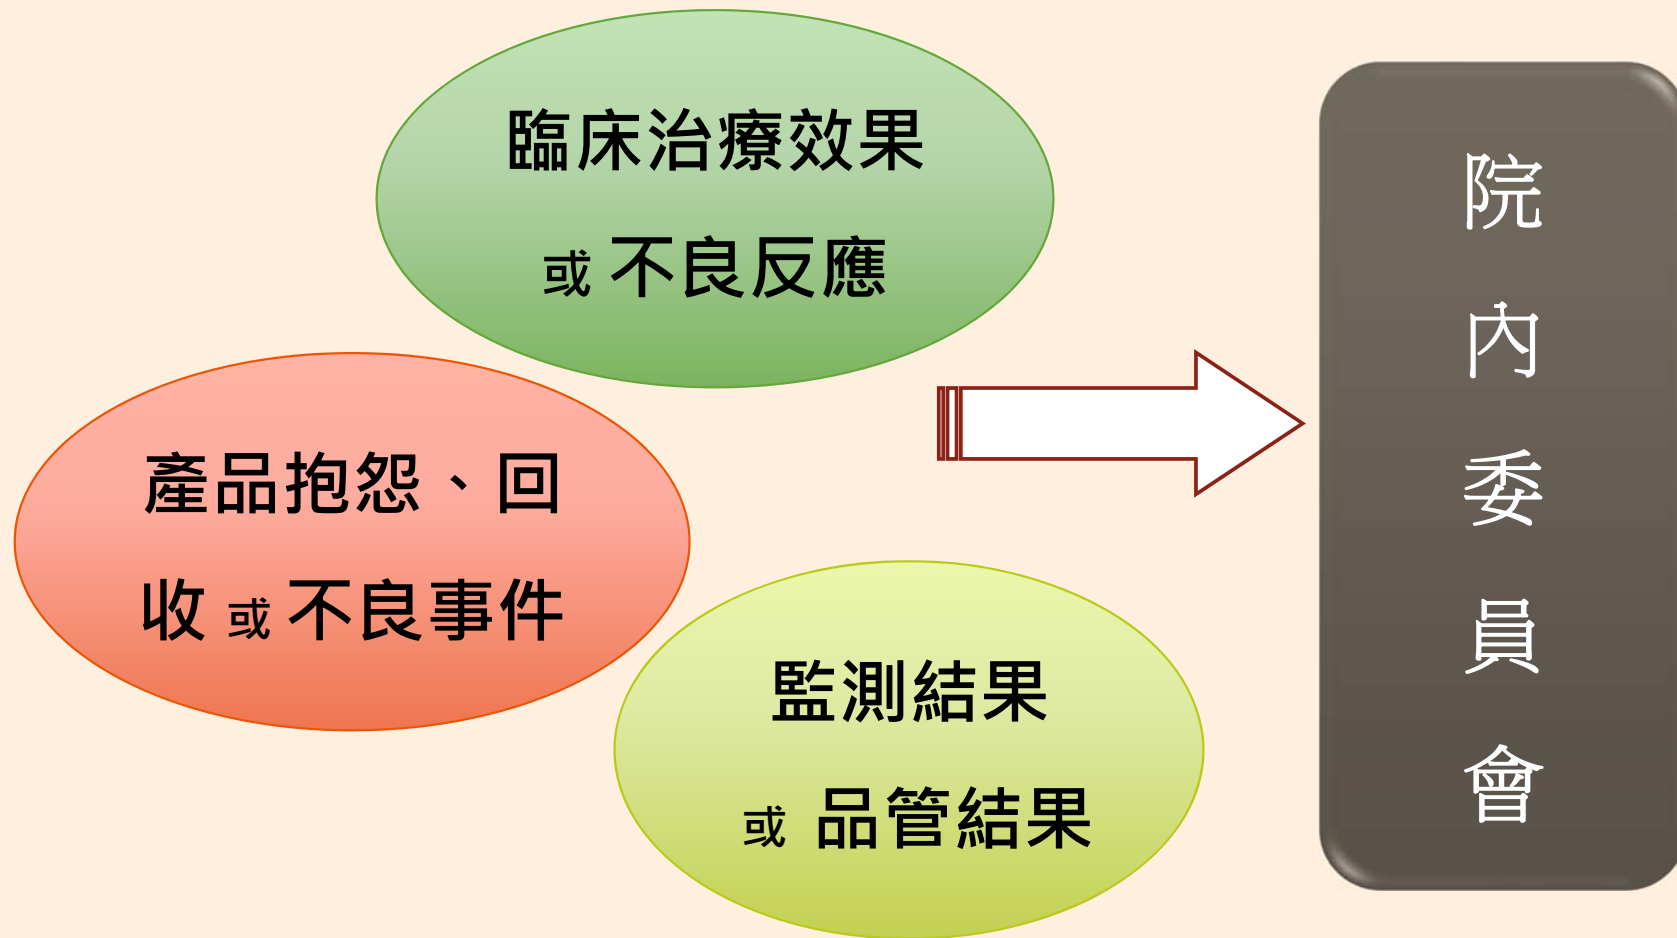 臨床治療效果
或 不良反應
產品抱怨、回
收 或 不良事件
監測結果
或 品管結果
院內委員會